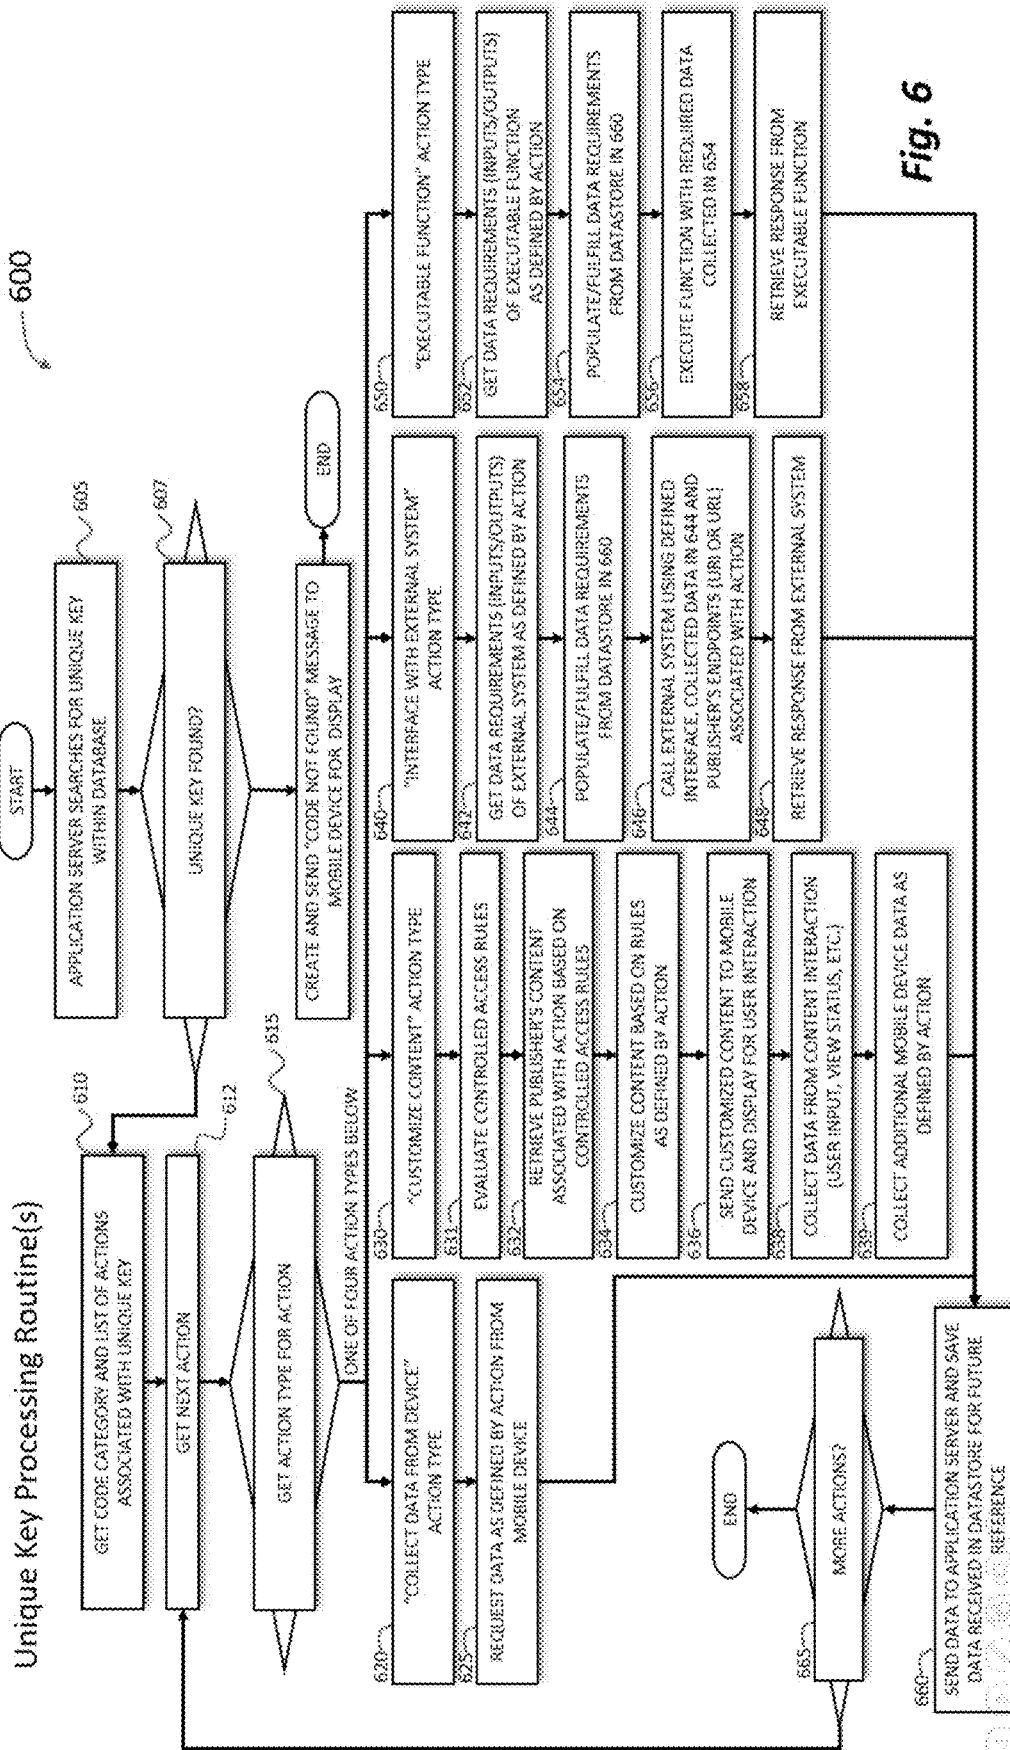 Unique Key Processing Routine(s)
600
START
APPLICATION SERVER SEARCHES FOR UNIQUE KEY
WITHIN DATABASE
605
UNIQUE KEY FOUND?
607
CREATE AND SEND "CODE NOT FOUND" MESSAGE TO
MOBILE DEVICE FOR DISPLAY
END
610
GET CODE CATEGORY AND LIST OF ACTIONS
ASSOCIATED WITH UNIQUE KEY
612
GET NEXT ACTION
615
GET ACTION TYPE FOR ACTION
ONE OF FOUR ACTION TYPES BELOW
620
"COLLECT DATA FROM DEVICE"
ACTION TYPE
625
REQUEST DATA AS DEFINED BY ACTION FROM
MOBILE DEVICE
630
"CUSTOMIZE CONTENT" ACTION TYPE
631
EVALUATE CONTROLLED ACCESS RULES
632
RETRIEVE PUBLISHER'S CONTENT
ASSOCIATED WITH ACTION BASED ON
CONTROLLED ACCESS RULES
634
CUSTOMIZE CONTENT BASED ON RULES
AS DEFINED BY ACTION
636
SEND CUSTOMIZED CONTENT TO MOBILE
DEVICE AND DISPLAY FOR USER INTERACTION
638
COLLECT DATA FROM CONTENT INTERACTION
(USER INPUT, VIEW STATUS, ETC.)
639
COLLECT ADDITIONAL MOBILE DEVICE DATA AS
DEFINED BY ACTION
640
"INTERFACE WITH EXTERNAL SYSTEM"
ACTION TYPE
642
GET DATA REQUIREMENTS (INPUTS/OUTPUTS)
OF EXTERNAL SYSTEM AS DEFINED BY ACTION
644
POPULATE/FULFILL DATA REQUIREMENTS
FROM DATASTORE IN 660
646
CALL EXTERNAL SYSTEM USING DEFINED
INTERFACE, COLLECTED DATA IN 644 AND
PUBLISHER'S ENDPOINTS (URI OR URL)
ASSOCIATED WITH ACTION
648
RETRIEVE RESPONSE FROM EXTERNAL SYSTEM
650
"EXECUTABLE FUNCTION" ACTION TYPE
652
GET DATA REQUIREMENTS (INPUTS/OUTPUTS)
OF EXECUTABLE FUNCTION
AS DEFINED BY ACTION
654
POPULATE/FULFILL DATA REQUIREMENTS
FROM DATASTORE IN 660
656
EXECUTE FUNCTION WITH REQUIRED DATA
COLLECTED IN 654
658
RETRIEVE RESPONSE FROM
EXECUTABLE FUNCTION
END
665
MORE ACTIONS?
660
SEND DATA TO APPLICATION SERVER AND SAVE
DATA RECEIVED IN DATASTORE FOR FUTURE
REFERENCE
Fig. 6